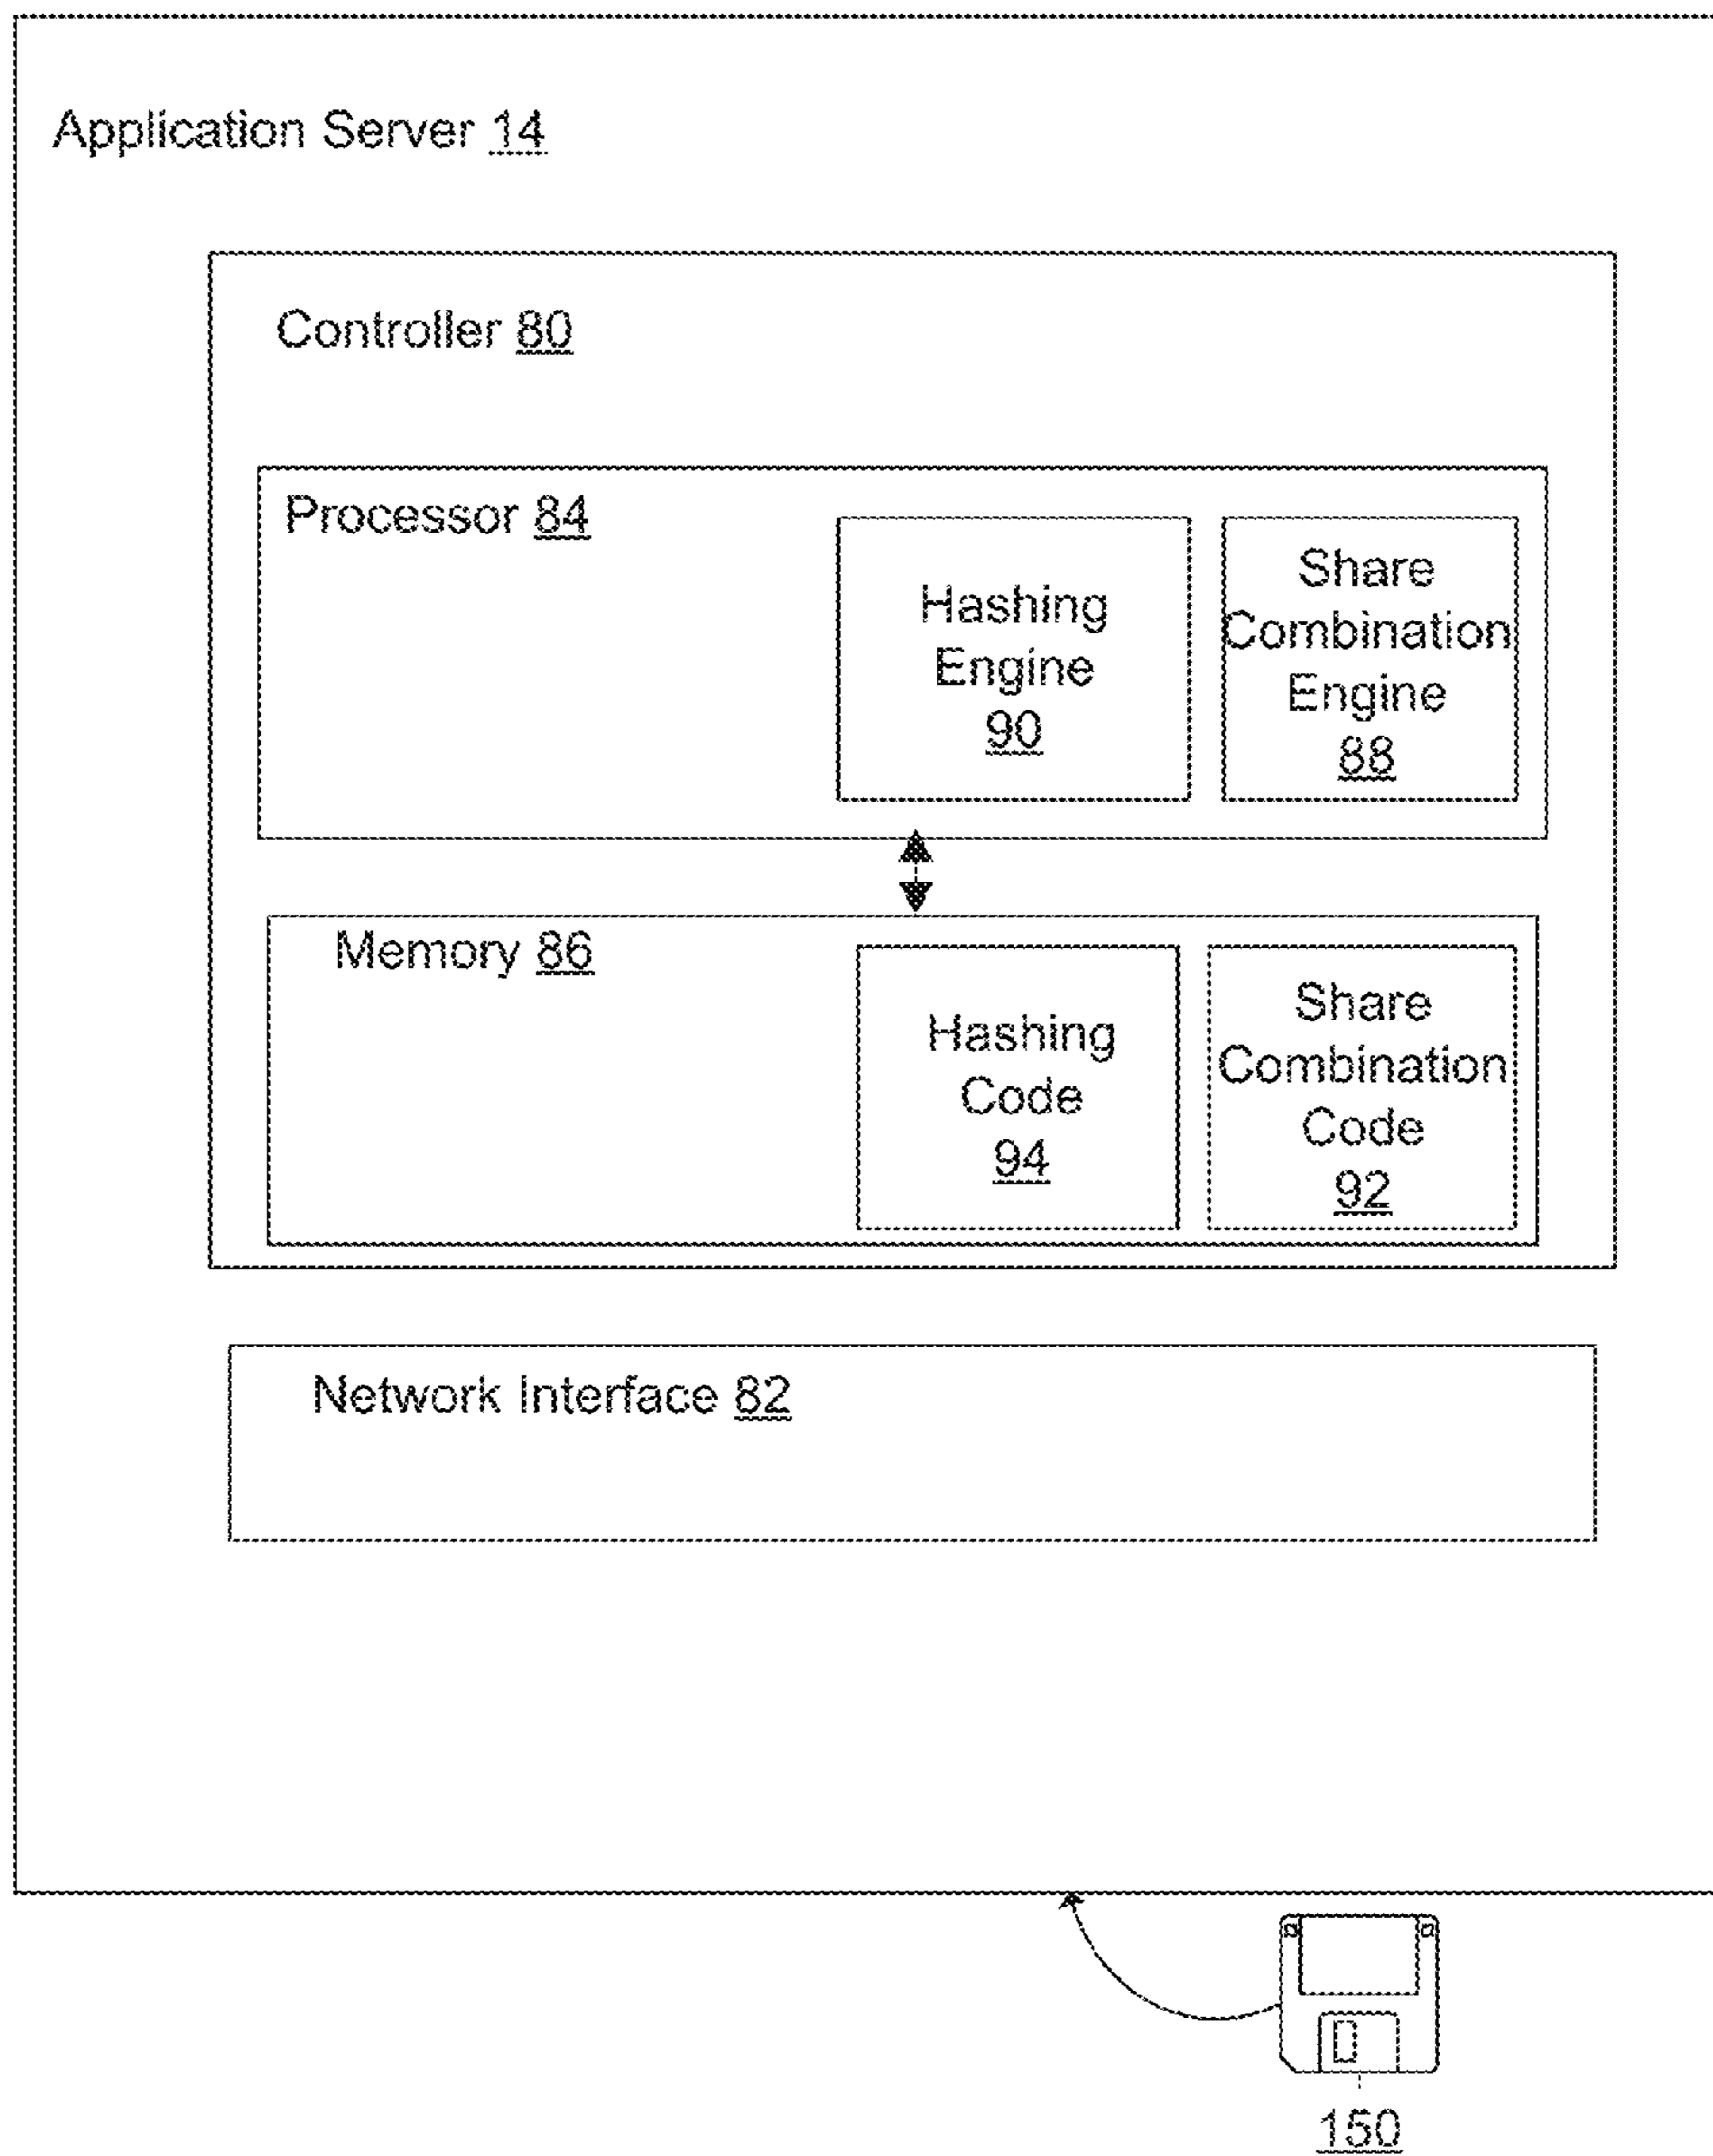 Application Server 14
Controller 80
Processor 84
Hashing
Engine
90
Share
Combination
Engine
88
Memory 86
Hashing
Code
94
Share
Combination
Code
92
Network Interface 82
150